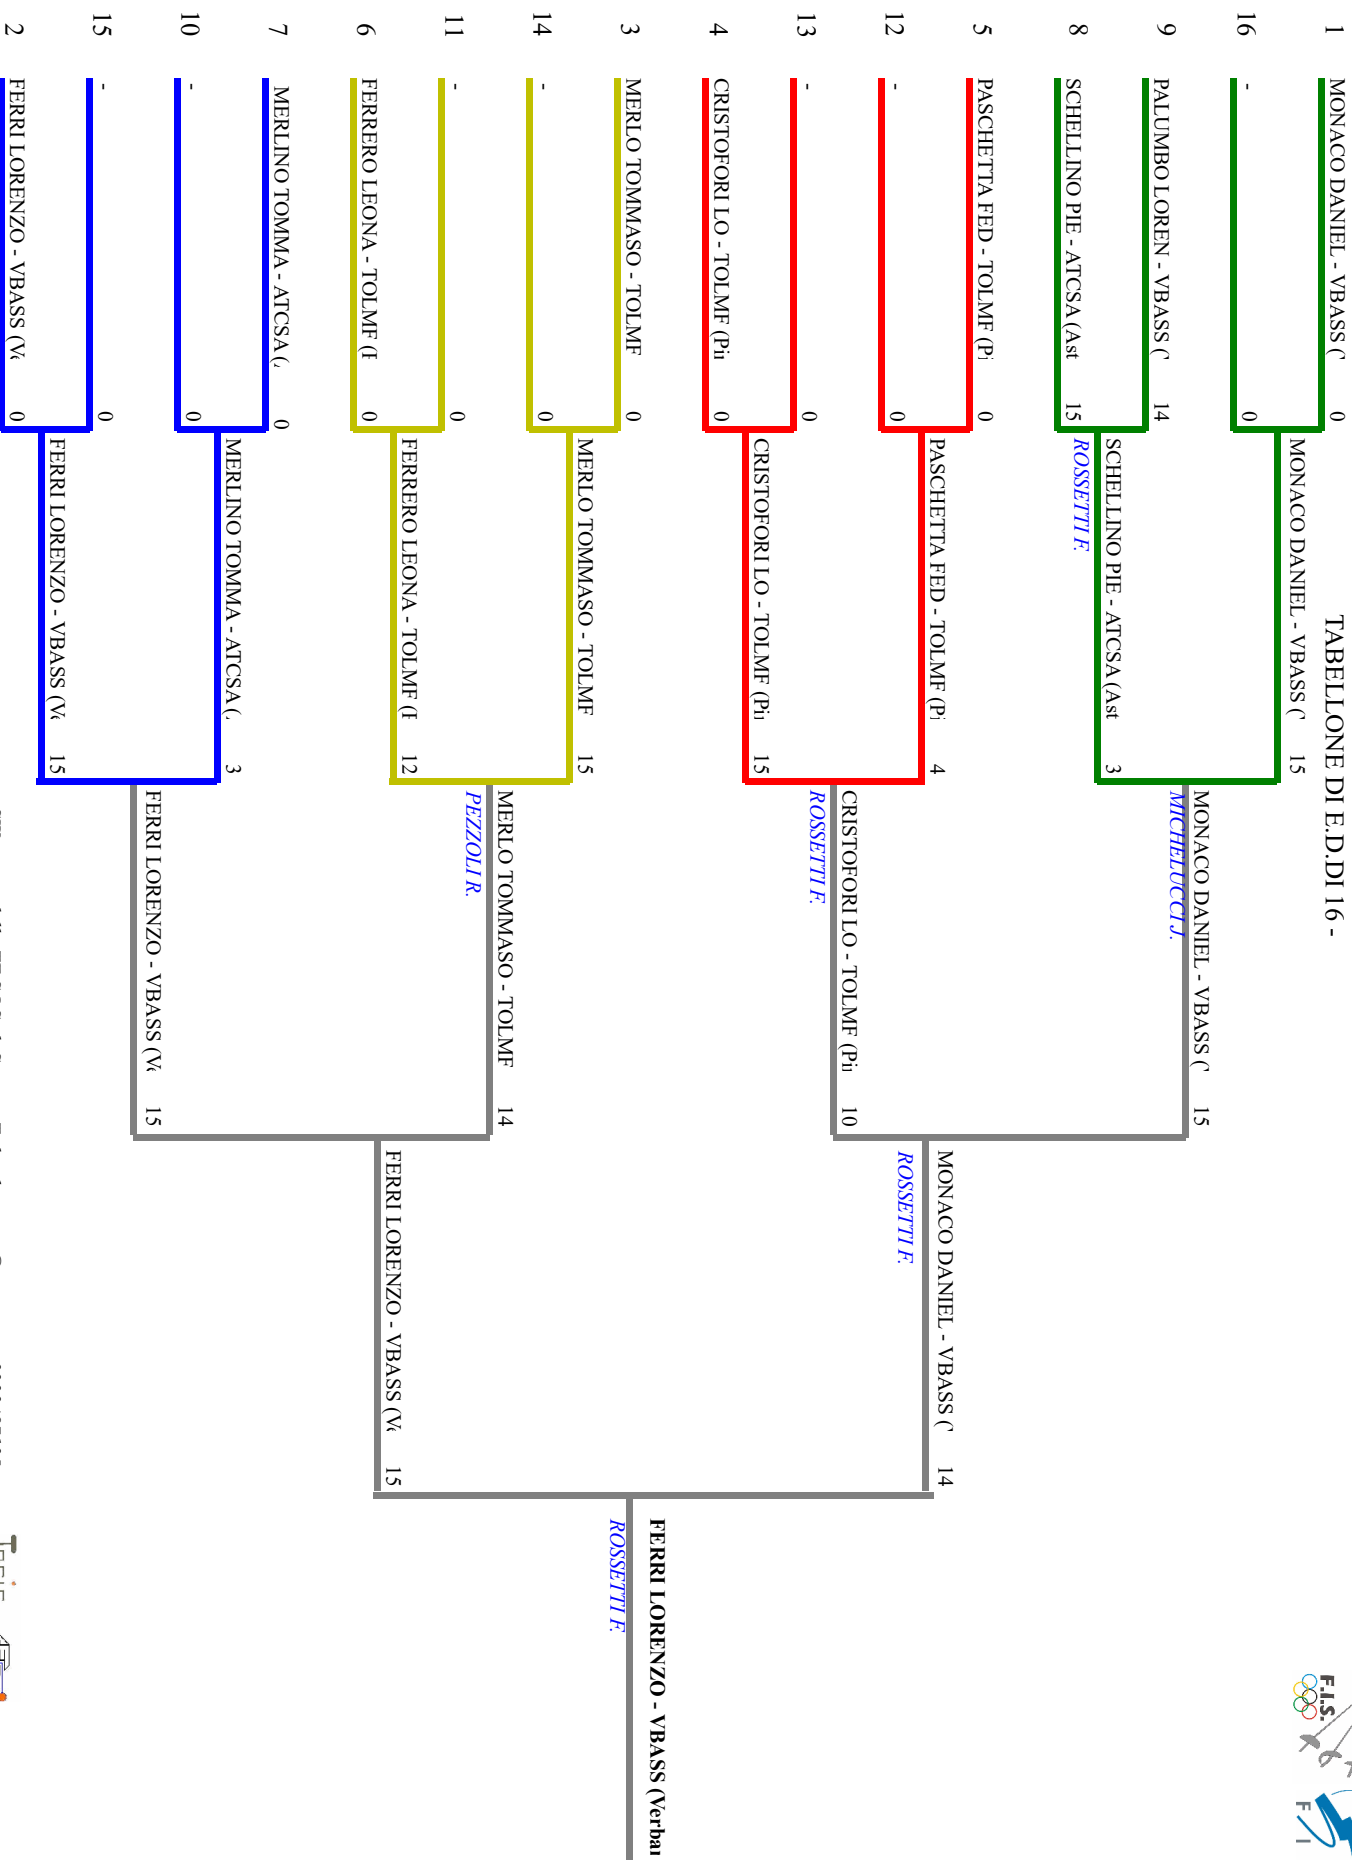 TABELLONE DI E.D.DI 16 -
1 MONACO DANIEL - VBASS ( 0
16 - 0
9 PALUMBO LOREN - VBASS ( 14
8 SCHELLINO PIE - ATCSA (Ast 15
5 PASCHETTA FED - TOLMF (Pi 0
12 - 0
13 - 0
4 CRISTOFORI LO - TOLMF (Pi 0
3 MERLO TOMMASO - TOLMF 0
14 - 0
11 - 0
6 FERRERO LEONA - TOLMF ( 0
7 MERLINO TOMMA - ATCSA ( 0
10 - 0
15 - 0
2 FERRI LORENZO - VBASS (V 0
MONACO DANIEL - VBASS ( 15
SCHELLINO PIE - ATCSA (Ast 3
ROSSETTI F.
PASCHETTA FED - TOLMF (Pi 4
CRISTOFORI LO - TOLMF (Pi 15
MERLO TOMMASO - TOLMF 15
FERRERO LEONA - TOLMF ( 12
MERLINO TOMMA - ATCSA ( 3
FERRI LORENZO - VBASS (V 15
MONACO DANIEL - VBASS ( 15
MICHELUCCI J.
CRISTOFORI LO - TOLMF (Pi 10
ROSSETTI F.
MERLO TOMMASO - TOLMF 14
PEZZOLI R.
FERRI LORENZO - VBASS (V 15
MONACO DANIEL - VBASS ( 14
ROSSETTI F.
FERRI LORENZO - VBASS (V 15
FERRI LORENZO - VBASS (Verba
ROSSETTI F.
F.I.S.
F I